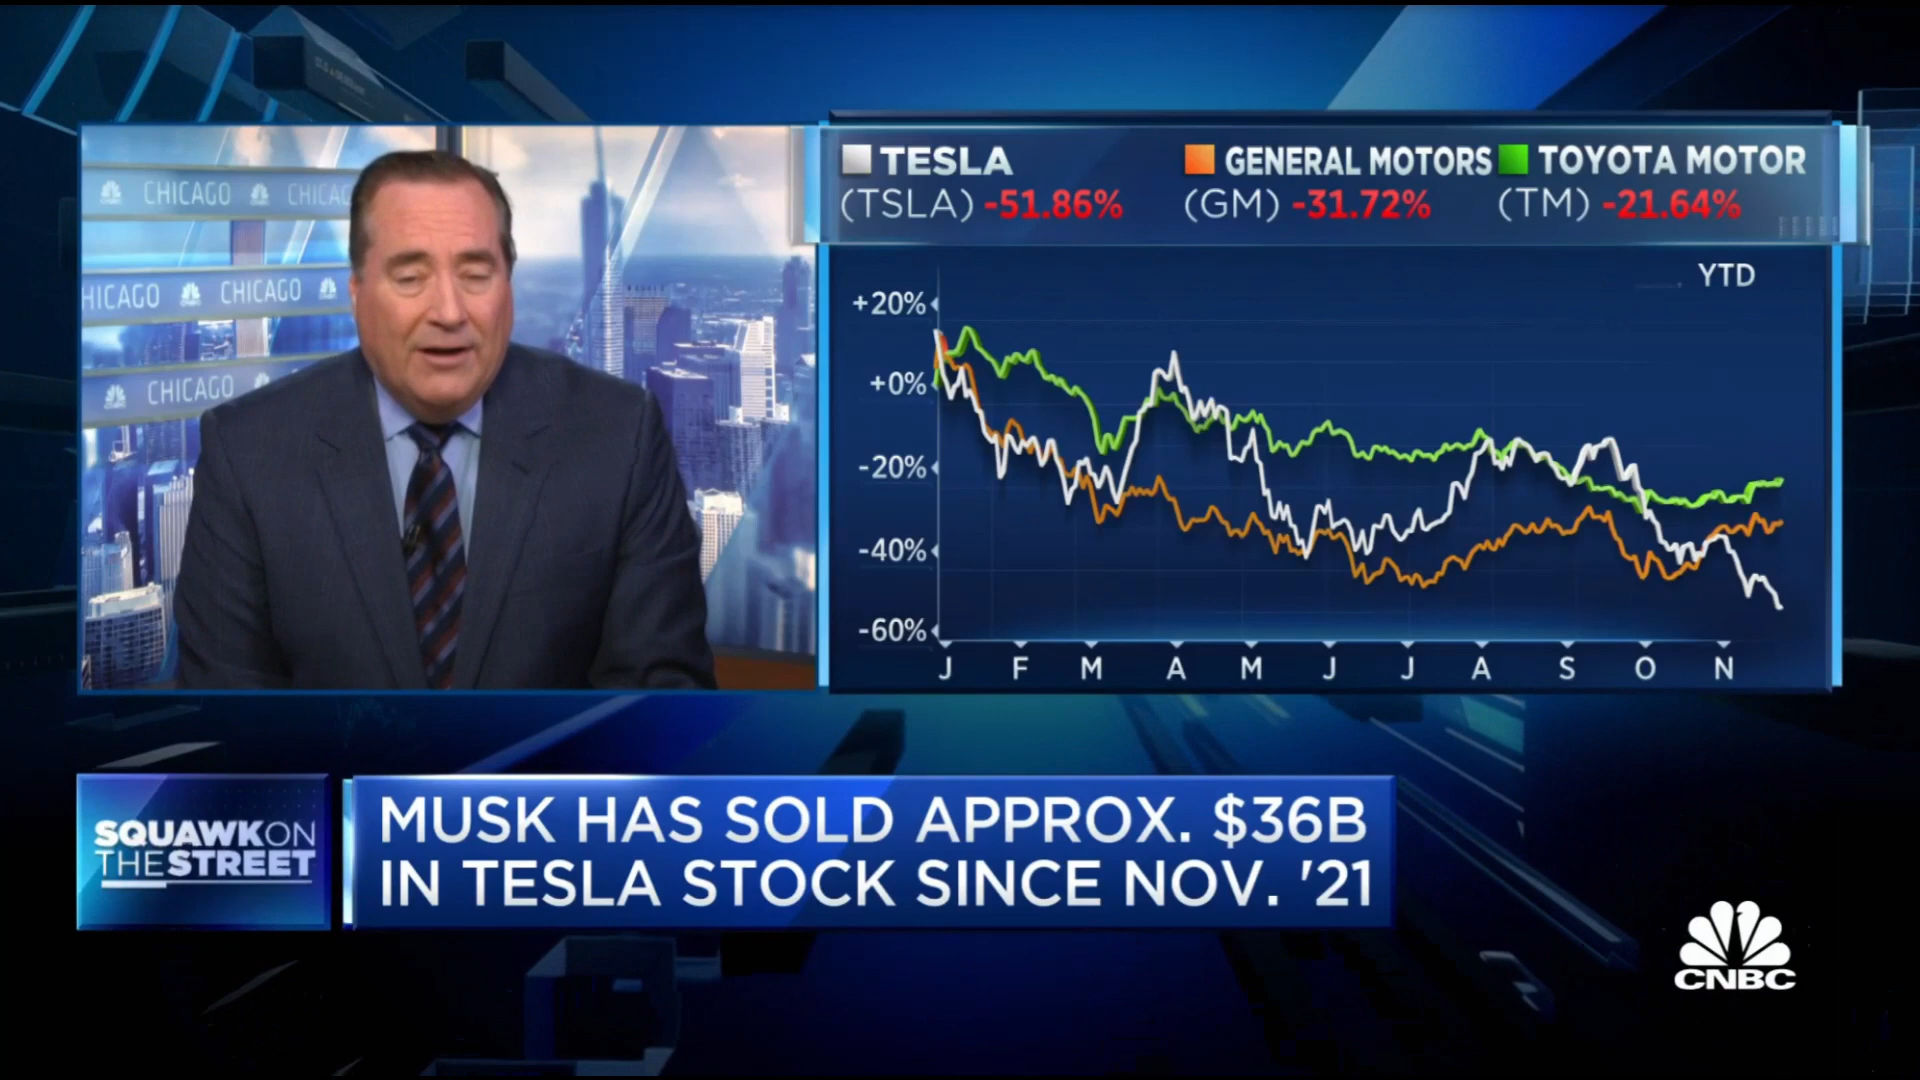 CHICAGO
CHICAG
HICAGO
CHICAGO
CHICAGO
TESLA
(TSLA) -51.86%
GENERAL MOTORS
(GM) -31.72%
TOYOTA MOTOR
(TM) -21.64%
YTD
+20%
+0%
-20%
-40%
-60%
J F M A M J J A S O N
SQUAWK ON
THE STREET
MUSK HAS SOLD APPROX. $36B
IN TESLA STOCK SINCE NOV. '21
CNBC